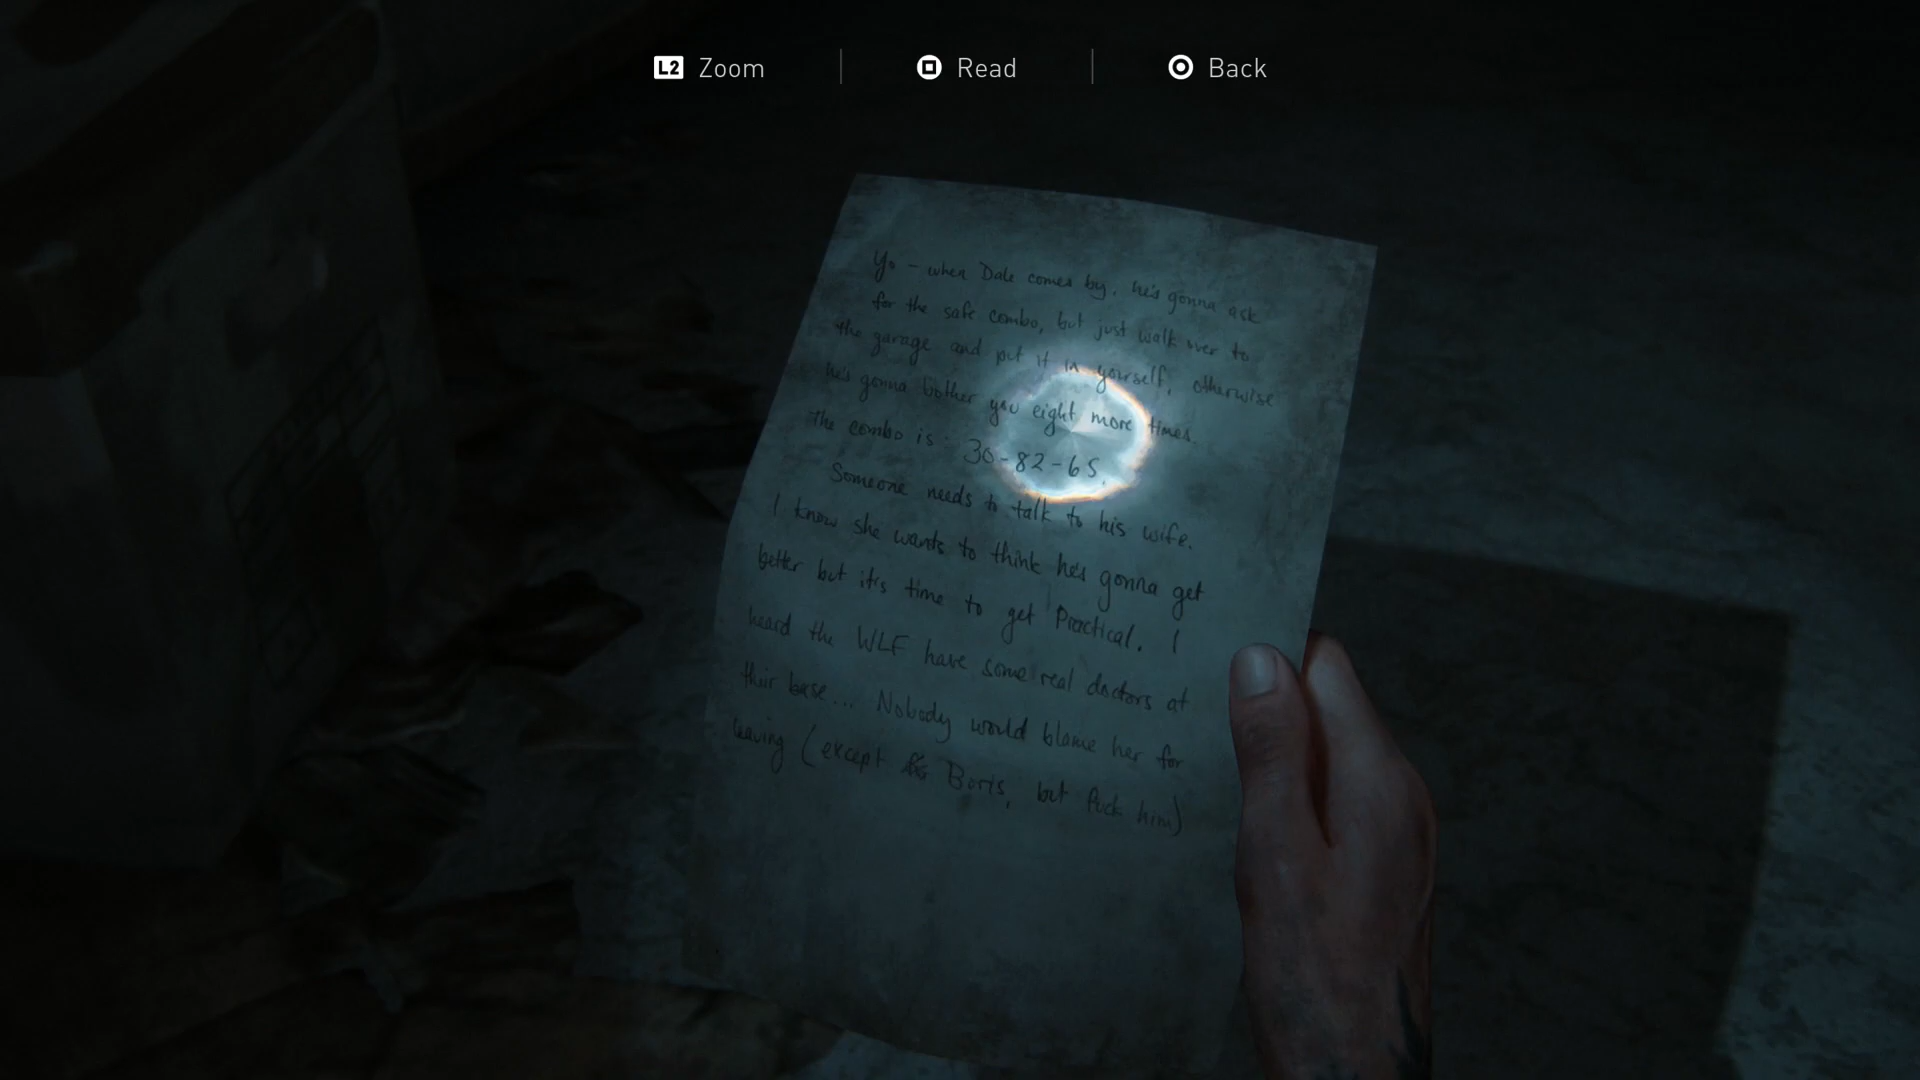 L2 Zoom Read Back
Yo - when Dale comes by, he's gonna ask
for the safe combo, but just walk over to
the garage and put it in yourself, otherwise
he's gonna bother you eight more times.
The combo is: 30-82-65.
Someone needs to talk to his wife.
I know she wants to think he's gonna get
better but it's time to get Practical. I
heard the WLF have some real doctors at
their base... Nobody would blame her for
leaving (except Boris, but fuck him)